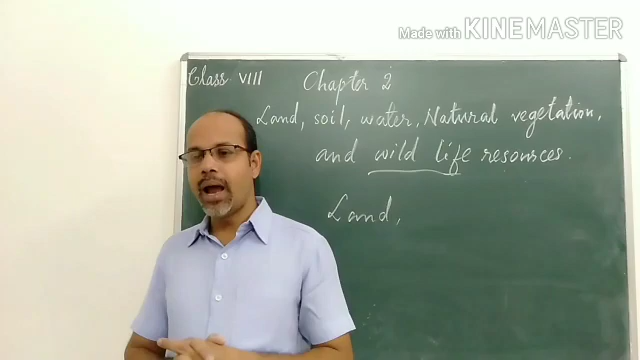 Made with KINEMASTER
Class VIII Chapter 2
Land, soil, water, Natural vegetation,
and wild life resources.
Land,